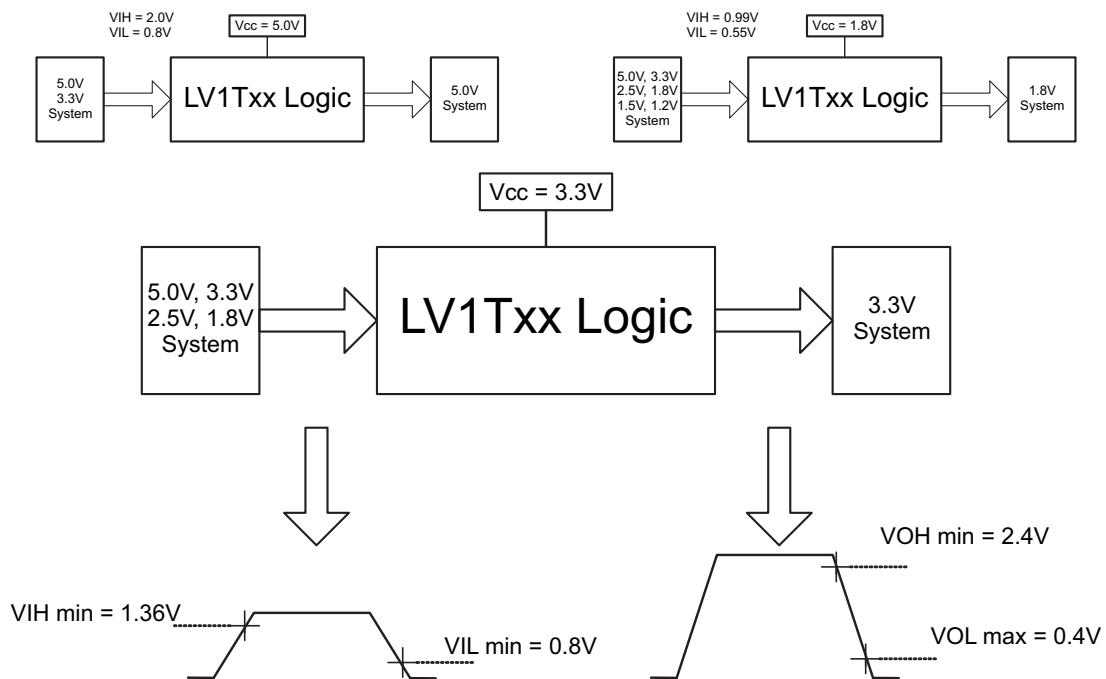 VIH = 2.0V
VIL = 0.8V
Vcc = 5.0V
5.0V
3.3V
System
LV1Txx Logic
5.0V
System
VIH = 0.99V
VIL = 0.55V
Vcc = 1.8V
5.0V, 3.3V
2.5V, 1.8V
1.5V, 1.2V
System
LV1Txx Logic
1.8V
System
Vcc = 3.3V
5.0V, 3.3V
2.5V, 1.8V
System
LV1Txx Logic
3.3V
System
VIH min = 1.36V
VIL min = 0.8V
VOH min = 2.4V
VOL max = 0.4V